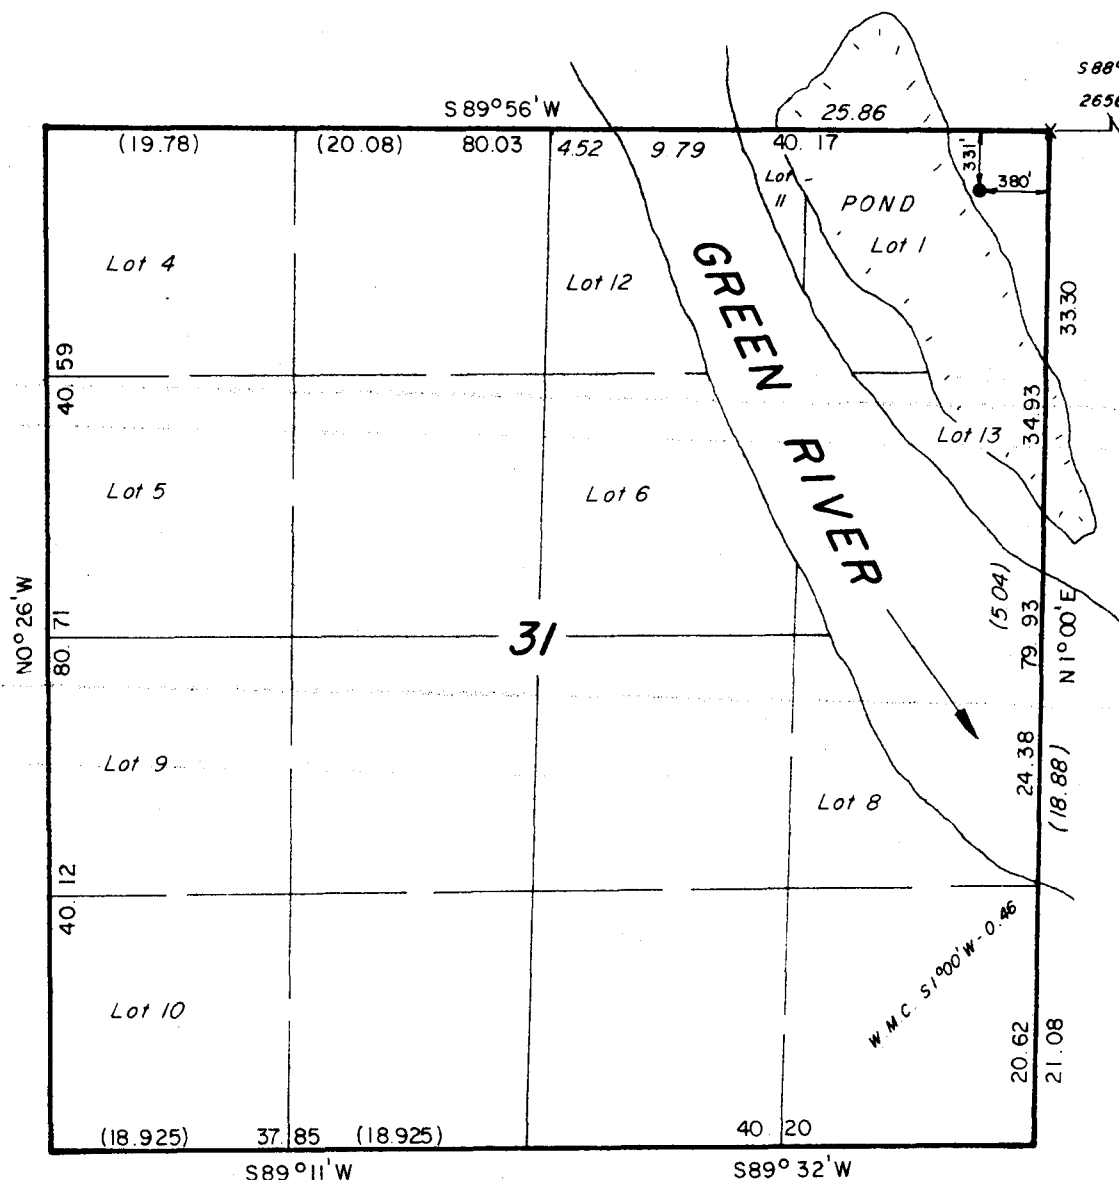 S88°
2656
S89°56'W
25.86
(19.78) (20.08) 80.03 4.52 9.79 40.17
331'
380'
Lot 11
POND
Lot 1
Lot 4
Lot 12
GREEN RIVER
33.30
40.59
34.93
Lot 13
Lot 5
Lot 6
(5.04)
N0°26'W
80.71
31
79.93
N1°00'E
Lot 9
24.38
(18.88)
Lot 8
40.12
W.M.C. S1°00'W-0.46
Lot 10
20.62
21.08
(18.925) 37.85 (18.925) 40.20
S89°11'W S89°32'W